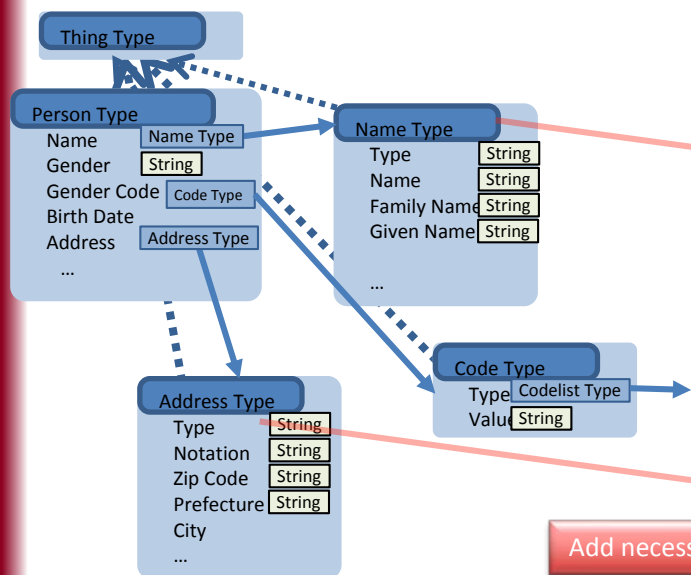 Thing Type
Person Type
Name Name Type
Gender String
Gender Code Code Type
Birth Date
Address Address Type
...
Name Type
Type String
Name String
Family Name String
Given Name String
...
Code Type
Type Codelist Type
Value String
Address Type
Type String
Notation String
Zip Code String
Prefecture String
City
...
Add necess